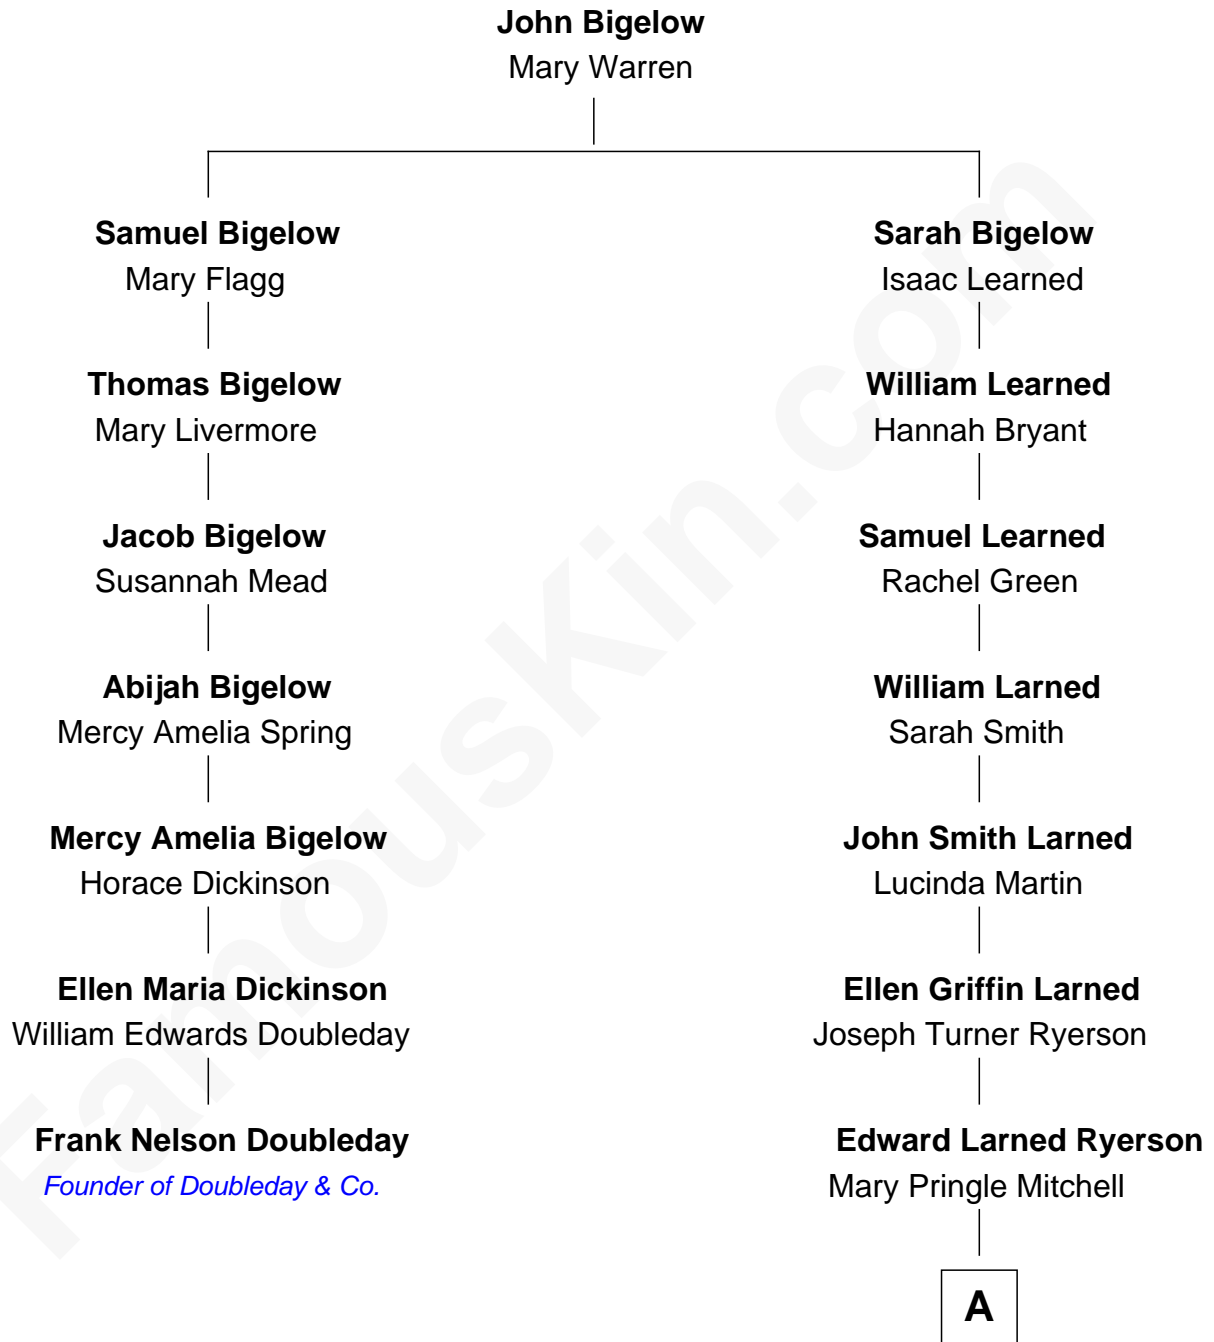 John Bigelow
Mary Warren
Samuel Bigelow
Mary Flagg
Sarah Bigelow
Isaac Learned
Thomas Bigelow
Mary Livermore
William Learned
Hannah Bryant
Jacob Bigelow
Susannah Mead
Samuel Learned
Rachel Green
Abijah Bigelow
Mercy Amelia Spring
William Larned
Sarah Smith
Mercy Amelia Bigelow
Horace Dickinson
John Smith Larned
Lucinda Martin
Ellen Maria Dickinson
William Edwards Doubleday
Ellen Griffin Larned
Joseph Turner Ryerson
Frank Nelson Doubleday
Founder of Doubleday & Co.
Edward Larned Ryerson
Mary Pringle Mitchell
A
FamousKin.com